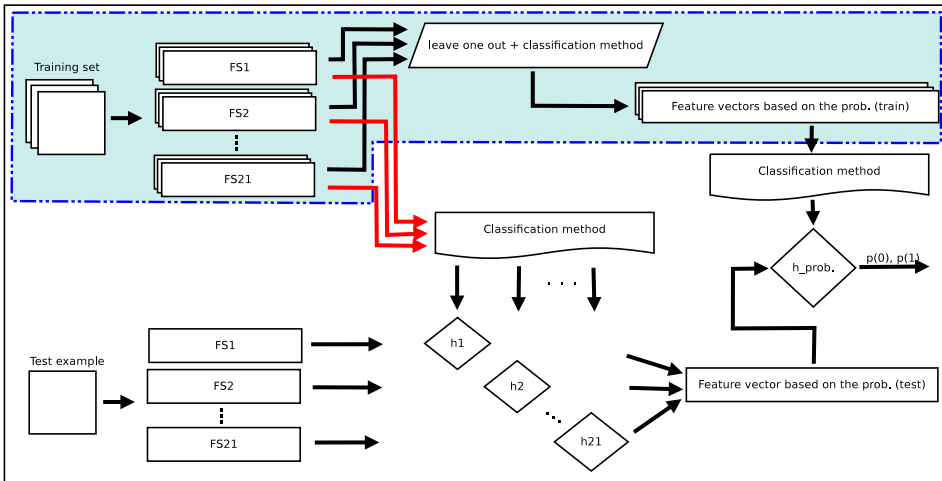 Training set
FS1
FS2
FS21
leave one out + classification method
Feature vectors based on the prob. (train)
Classification method
h_prob.
p(0), p(1)
Classification method
. . . .
h1
h2
h21
Test example
FS1
FS2
FS21
Feature vector based on the prob. (test)